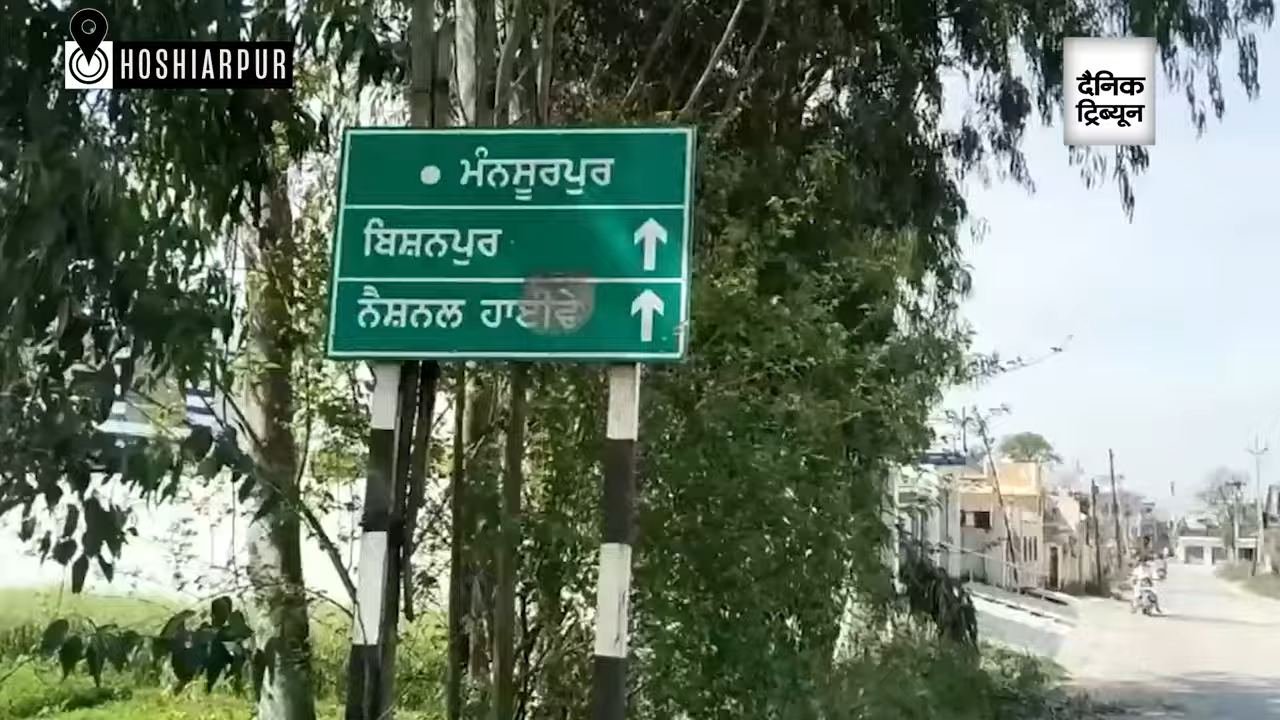 HOSHIARPUR
दैनिक
ट्रिब्यून
• ਮੰਨਸੂਰਪੁਰ
ਬਿਸ਼ਨਪੁਰ ↑
ਨੈਸ਼ਨਲ ਹਾਈਵੇ ↑